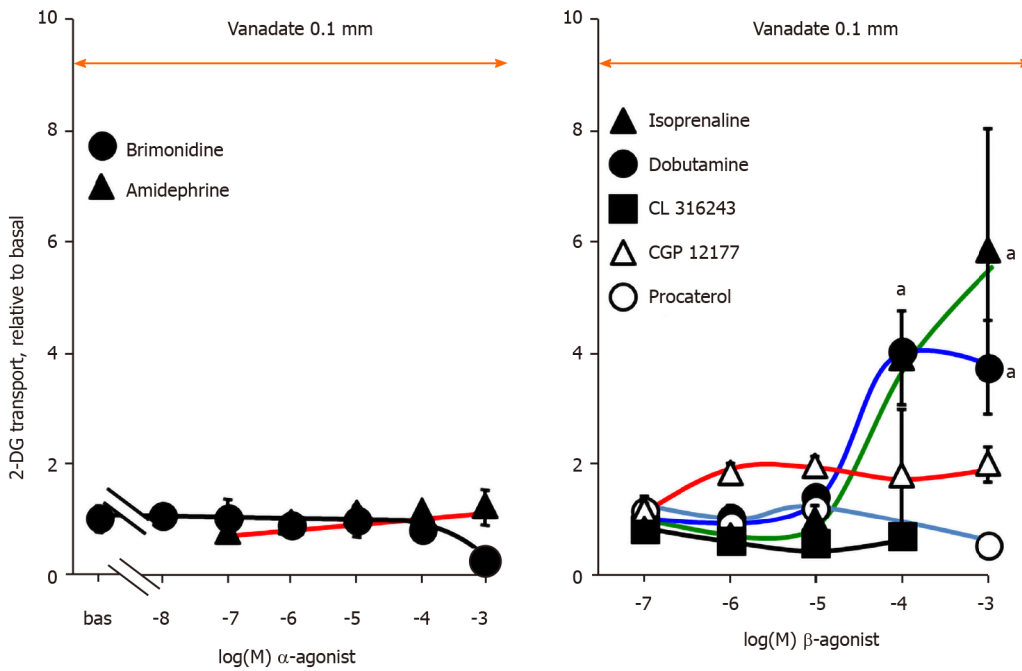 10
8
6
4
2
0
2-DG transport, relative to basal
Vanadate 0.1 mm
Brimonidine
Amidephrine
bas
-8
-7
-6
-5
-4
-3
log(M) α-agonist
10
8
6
4
2
0
Vanadate 0.1 mm
Isoprenaline
Dobutamine
CL 316243
CGP 12177
Procaterol
a
a
a
-7
-6
-5
-4
-3
log(M) β-agonist